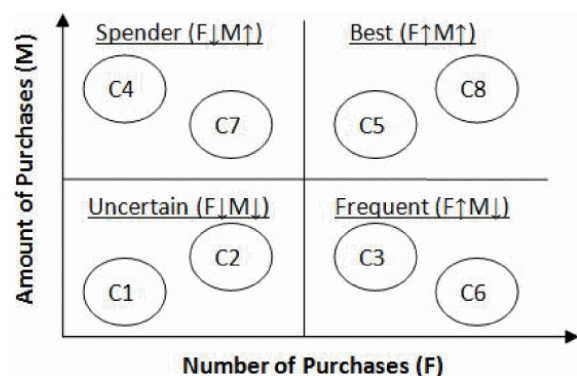 Amount of Purchases (M)
Spender (F↓M↑)
Best (F↑M↑)
C4
C7
C5
C8
Uncertain (F↓M↓)
Frequent (F↑M↓)
C1
C2
C3
C6
Number of Purchases (F)